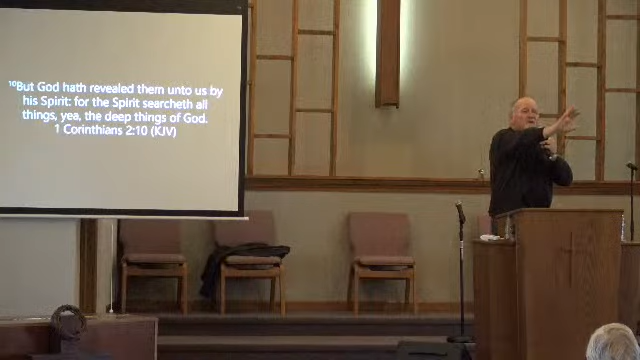 ¹⁰But God hath revealed them unto us by
his Spirit: for the Spirit searcheth all
things, yea, the deep things of God.
1 Corinthians 2:10 (KJV)